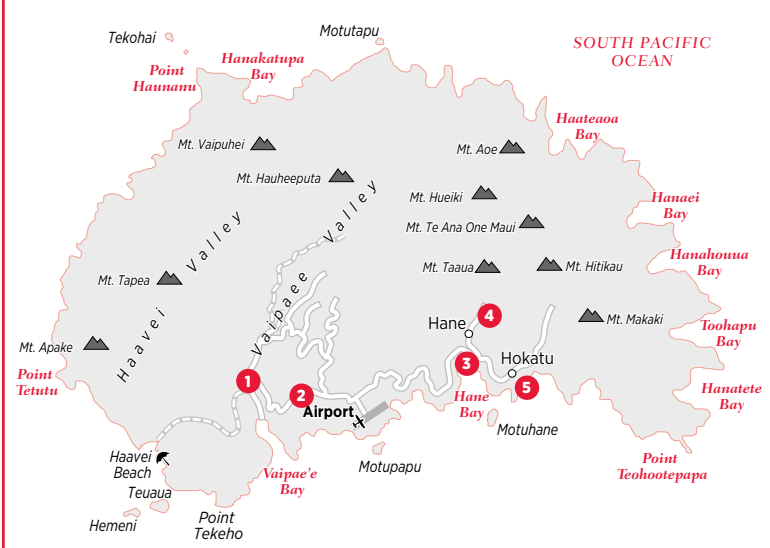 Tekohai
Motutapu
SOUTH PACIFIC
OCEAN
Point
Haunanu
Hanakatupa
Bay
Haateaoa
Bay
Mt. Vaipuhei
Mt. Aoe
Mt. Hauheeputa
Mt. Hueiki
Hanaei
Bay
Mt. Te Ana One Maui
Haavei Valley
Vaipaee Valley
Mt. Tapea
Mt. Taaua
Mt. Hitikau
Hanahouua
Bay
4
Mt. Makaki
Hane
Toohapu
Bay
Mt. Apake
Hokatu
3
Point
Tetutu
1
2
5
Hane
Bay
Hanatete
Bay
Airport
Motuhane
Haavei
Beach
Vaipae'e
Bay
Motupapu
Point
Teohootepapa
Teuaua
Hemeni
Point
Tekeho